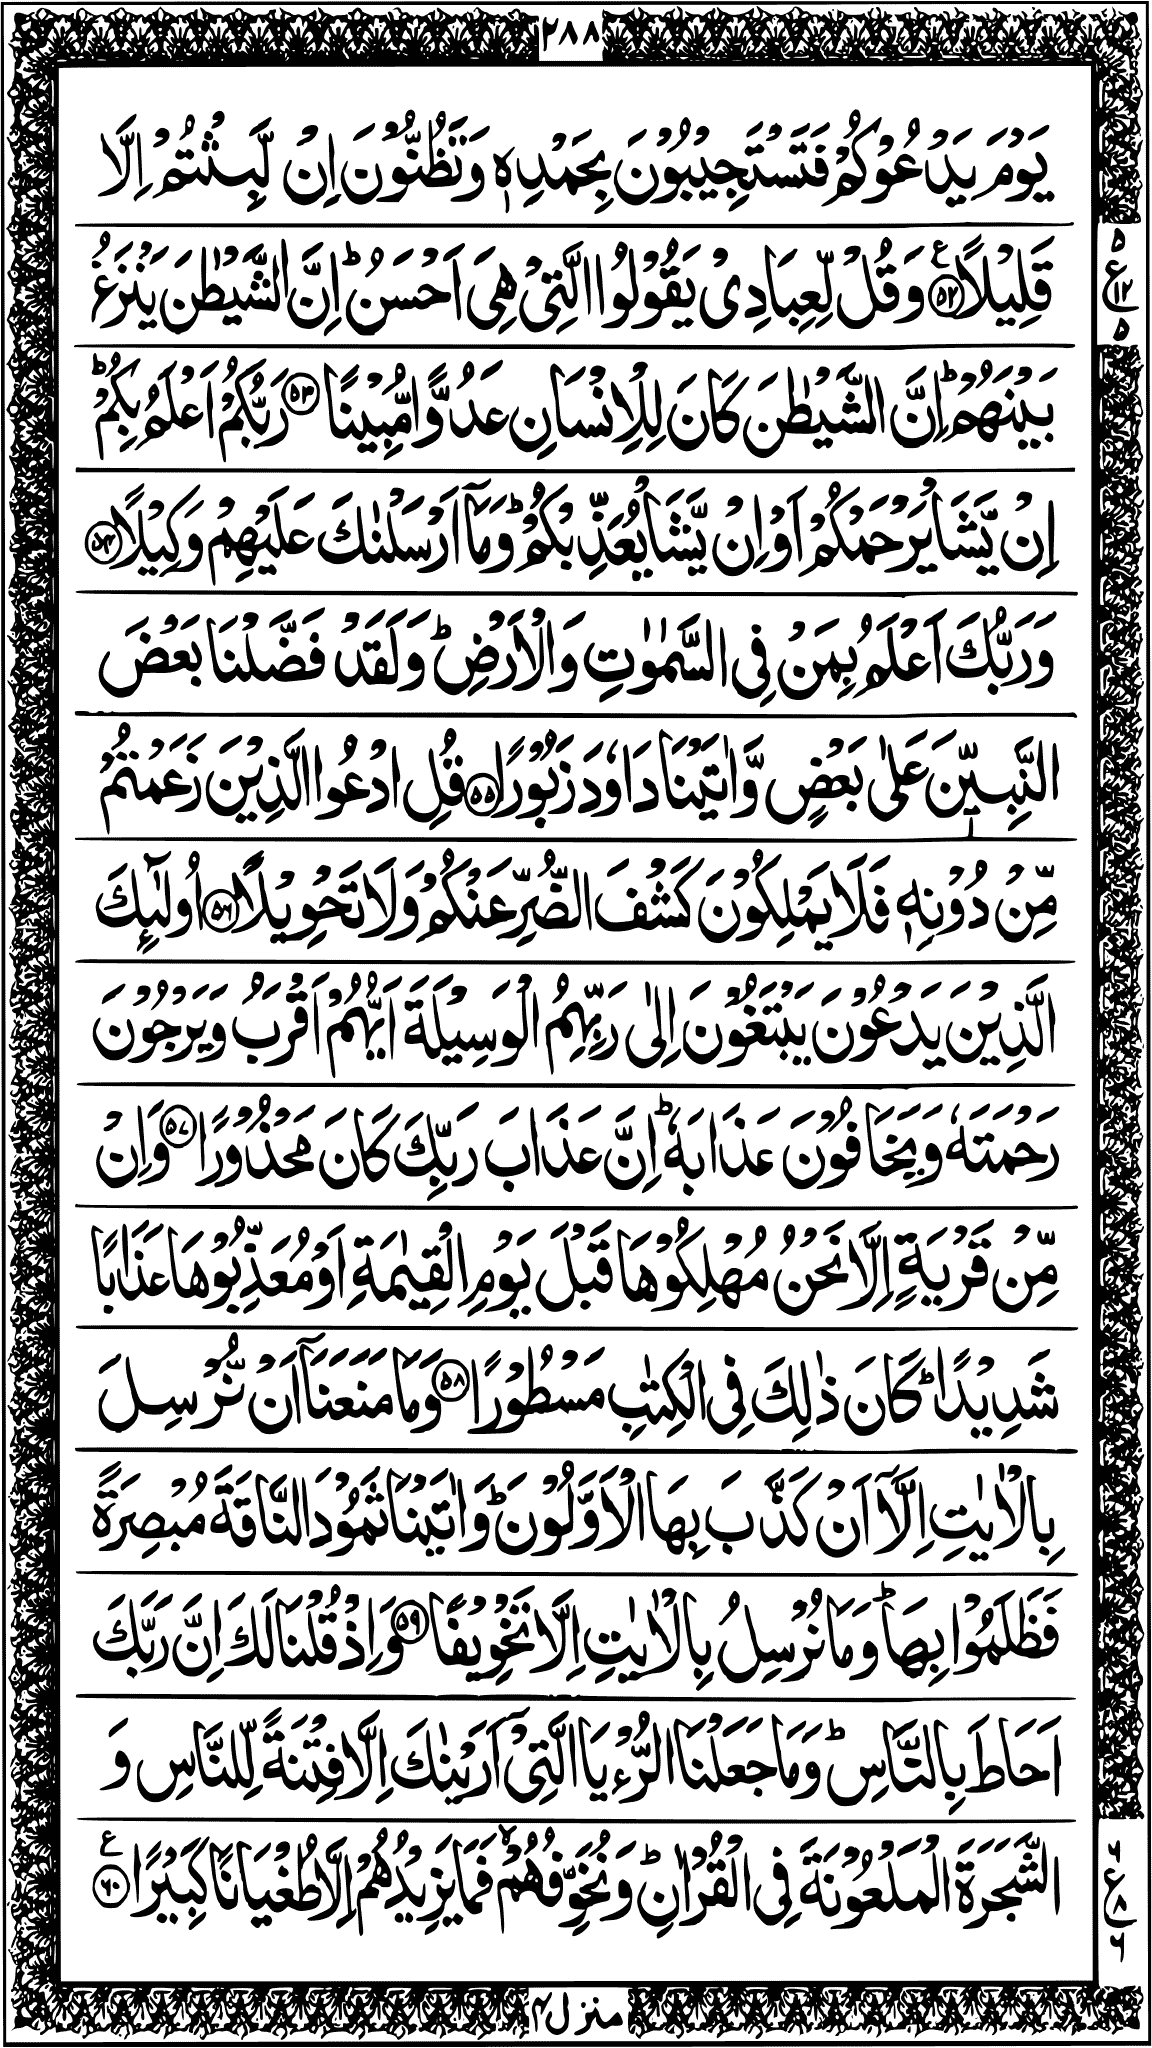 ٢٨٨
يَوْمَ يَدْعُوْكُمْ فَتَسْتَجِيْبُوْنَ بِحَمْدِهٖ وَتَظُنُّوْنَ اِنْ لَّبِثْتُمْ اِلَّا
قَلِيْلًا ﴿٥٢﴾ ع وَقُلْ لِّعِبَادِيْ يَقُوْلُوا الَّتِيْ هِيَ اَحْسَنُ ؕ اِنَّ الشَّيْطٰنَ يَنْزَغُ
٥
ع
١٢
٥
بَيْنَهُمْ ؕ اِنَّ الشَّيْطٰنَ كَانَ لِلْاِنْسَانِ عَدُوًّا مُّبِيْنًا ﴿٥٣﴾ رَبُّكُمْ اَعْلَمُ بِكُمْ ؕ
اِنْ يَّشَاْ يَرْحَمْكُمْ اَوْ اِنْ يَّشَاْ يُعَذِّبْكُمْ ؕ وَمَاۤ اَرْسَلْنٰكَ عَلَيْهِمْ وَكِيْلًا ﴿٥٤﴾
وَرَبُّكَ اَعْلَمُ بِمَنْ فِي السَّمٰوٰتِ وَالْاَرْضِ ؕ وَلَقَدْ فَضَّلْنَا بَعْضَ
النَّبِيّٖنَ عَلٰى بَعْضٍ وَّاٰتَيْنَا دَاوٗدَ زَبُوْرًا ﴿٥٥﴾ قُلِ ادْعُوا الَّذِيْنَ زَعَمْتُمْ
مِّنْ دُوْنِهٖ فَلَا يَمْلِكُوْنَ كَشْفَ الضُّرِّ عَنْكُمْ وَلَا تَحْوِيْلًا ﴿٥٦﴾ اُولٰٓئِكَ
الَّذِيْنَ يَدْعُوْنَ يَبْتَغُوْنَ اِلٰى رَبِّهِمُ الْوَسِيْلَةَ اَيُّهُمْ اَقْرَبُ وَيَرْجُوْنَ
رَحْمَتَهٗ وَيَخَافُوْنَ عَذَابَهٗ ؕ اِنَّ عَذَابَ رَبِّكَ كَانَ مَحْذُوْرًا ﴿٥٧﴾ وَاِنْ
مِّنْ قَرْيَةٍ اِلَّا نَحْنُ مُهْلِكُوْهَا قَبْلَ يَوْمِ الْقِيٰمَةِ اَوْ مُعَذِّبُوْهَا عَذَابًا
شَدِيْدًا ؕ كَانَ ذٰلِكَ فِي الْكِتٰبِ مَسْطُوْرًا ﴿٥٨﴾ وَمَا مَنَعَنَاۤ اَنْ نُّرْسِلَ
بِالْاٰيٰتِ اِلَّاۤ اَنْ كَذَّبَ بِهَا الْاَوَّلُوْنَ ؕ وَاٰتَيْنَا ثَمُوْدَ النَّاقَةَ مُبْصِرَةً
فَظَلَمُوْا بِهَا ؕ وَمَا نُرْسِلُ بِالْاٰيٰتِ اِلَّا تَخْوِيْفًا ﴿٥٩﴾ وَاِذْ قُلْنَا لَكَ اِنَّ رَبَّكَ
اَحَاطَ بِالنَّاسِ ؕ وَمَا جَعَلْنَا الرُّءْيَا الَّتِيْۤ اَرَيْنٰكَ اِلَّا فِتْنَةً لِّلنَّاسِ وَ
الشَّجَرَةَ الْمَلْعُوْنَةَ فِي الْقُرْاٰنِ ؕ وَنُخَوِّفُهُمْ ۙ فَمَا يَزِيْدُهُمْ اِلَّا طُغْيَانًا كَبِيْرًا ﴿٦٠﴾ ع
٦
ع
٨
٦
منزل ٤